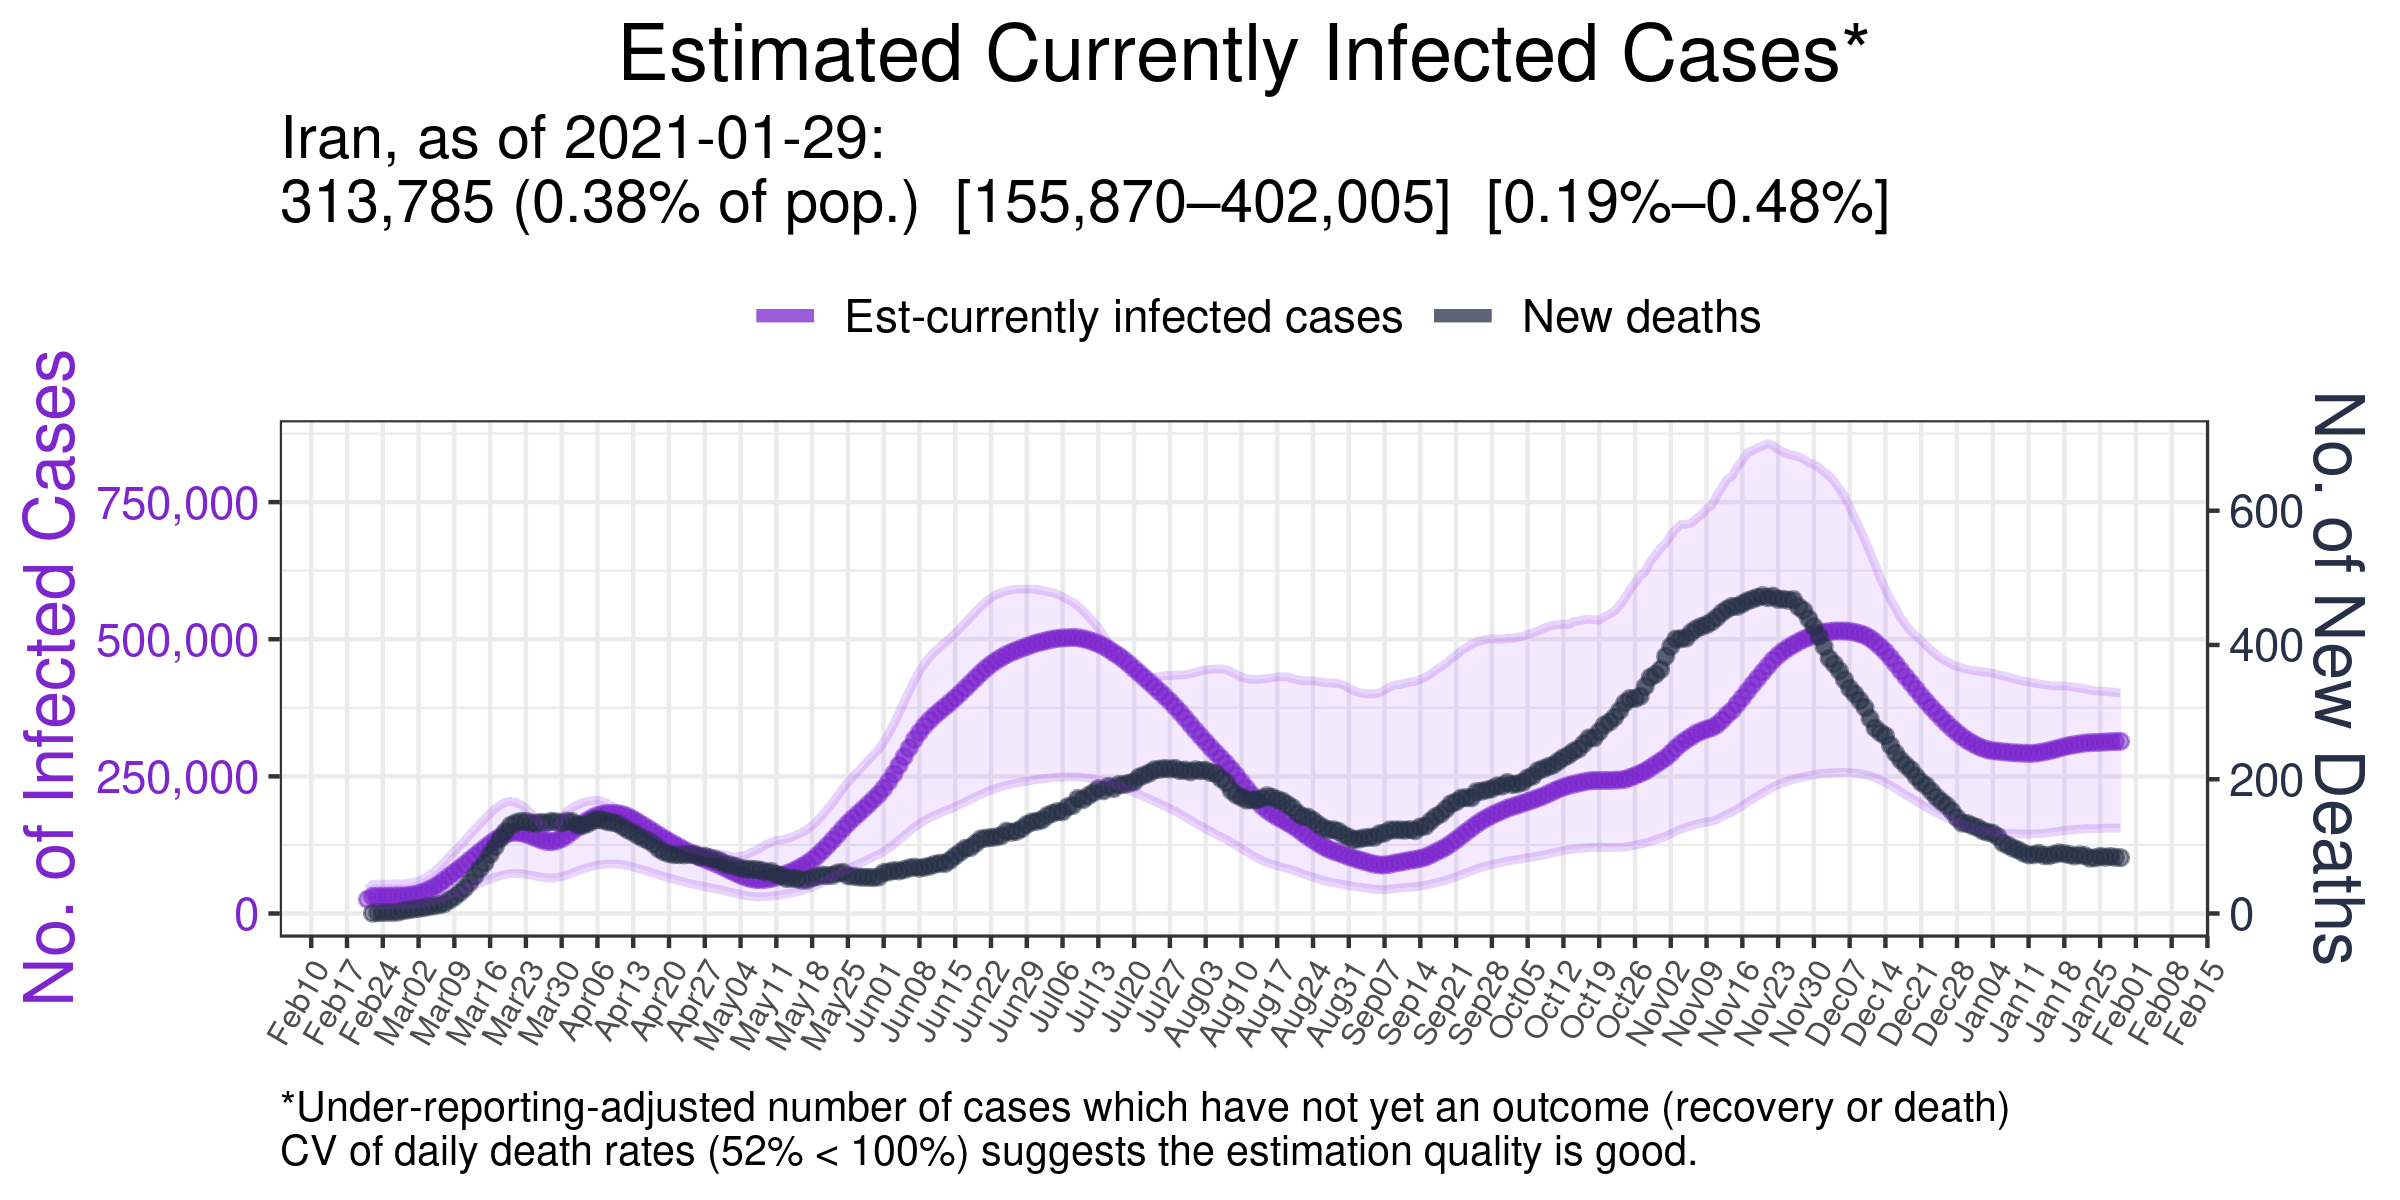 Estimated Currently Infected Cases*
Iran, as of 2021-01-29:
313,785 (0.38% of pop.) [155,870–402,005] [0.19%–0.48%]
Est-currently infected cases
New deaths
No. of Infected Cases
750,000
500,000
250,000
0
600
400
200
0
No. of New Deaths
Feb10
Feb17
Feb24
Mar02
Mar09
Mar16
Mar23
Mar30
Apr06
Apr13
Apr20
Apr27
May04
May11
May18
May25
Jun01
Jun08
Jun15
Jun22
Jun29
Jul06
Jul13
Jul20
Jul27
Aug03
Aug10
Aug17
Aug24
Aug31
Sep07
Sep14
Sep21
Sep28
Oct05
Oct12
Oct19
Oct26
Nov02
Nov09
Nov16
Nov23
Nov30
Dec07
Dec14
Dec21
Dec28
Jan04
Jan11
Jan18
Jan25
Feb01
Feb08
Feb15
*Under-reporting-adjusted number of cases which have not yet an outcome (recovery or death)
CV of daily death rates (52% < 100%) suggests the estimation quality is good.